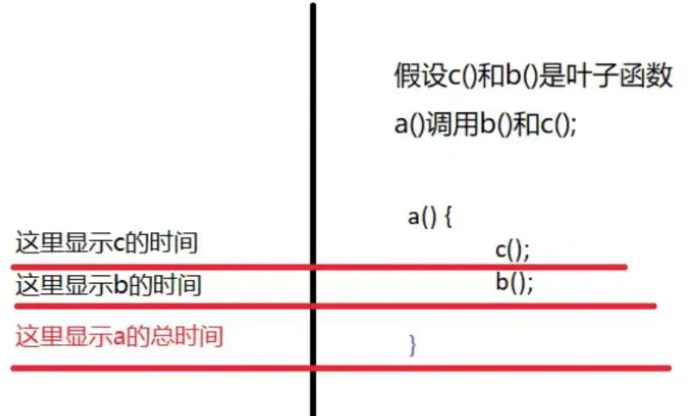 假设c()和b()是叶子函数
a()调用b()和c();
a() {
这里显示c的时间
c();
这里显示b的时间
b();
这里显示a的总时间
}